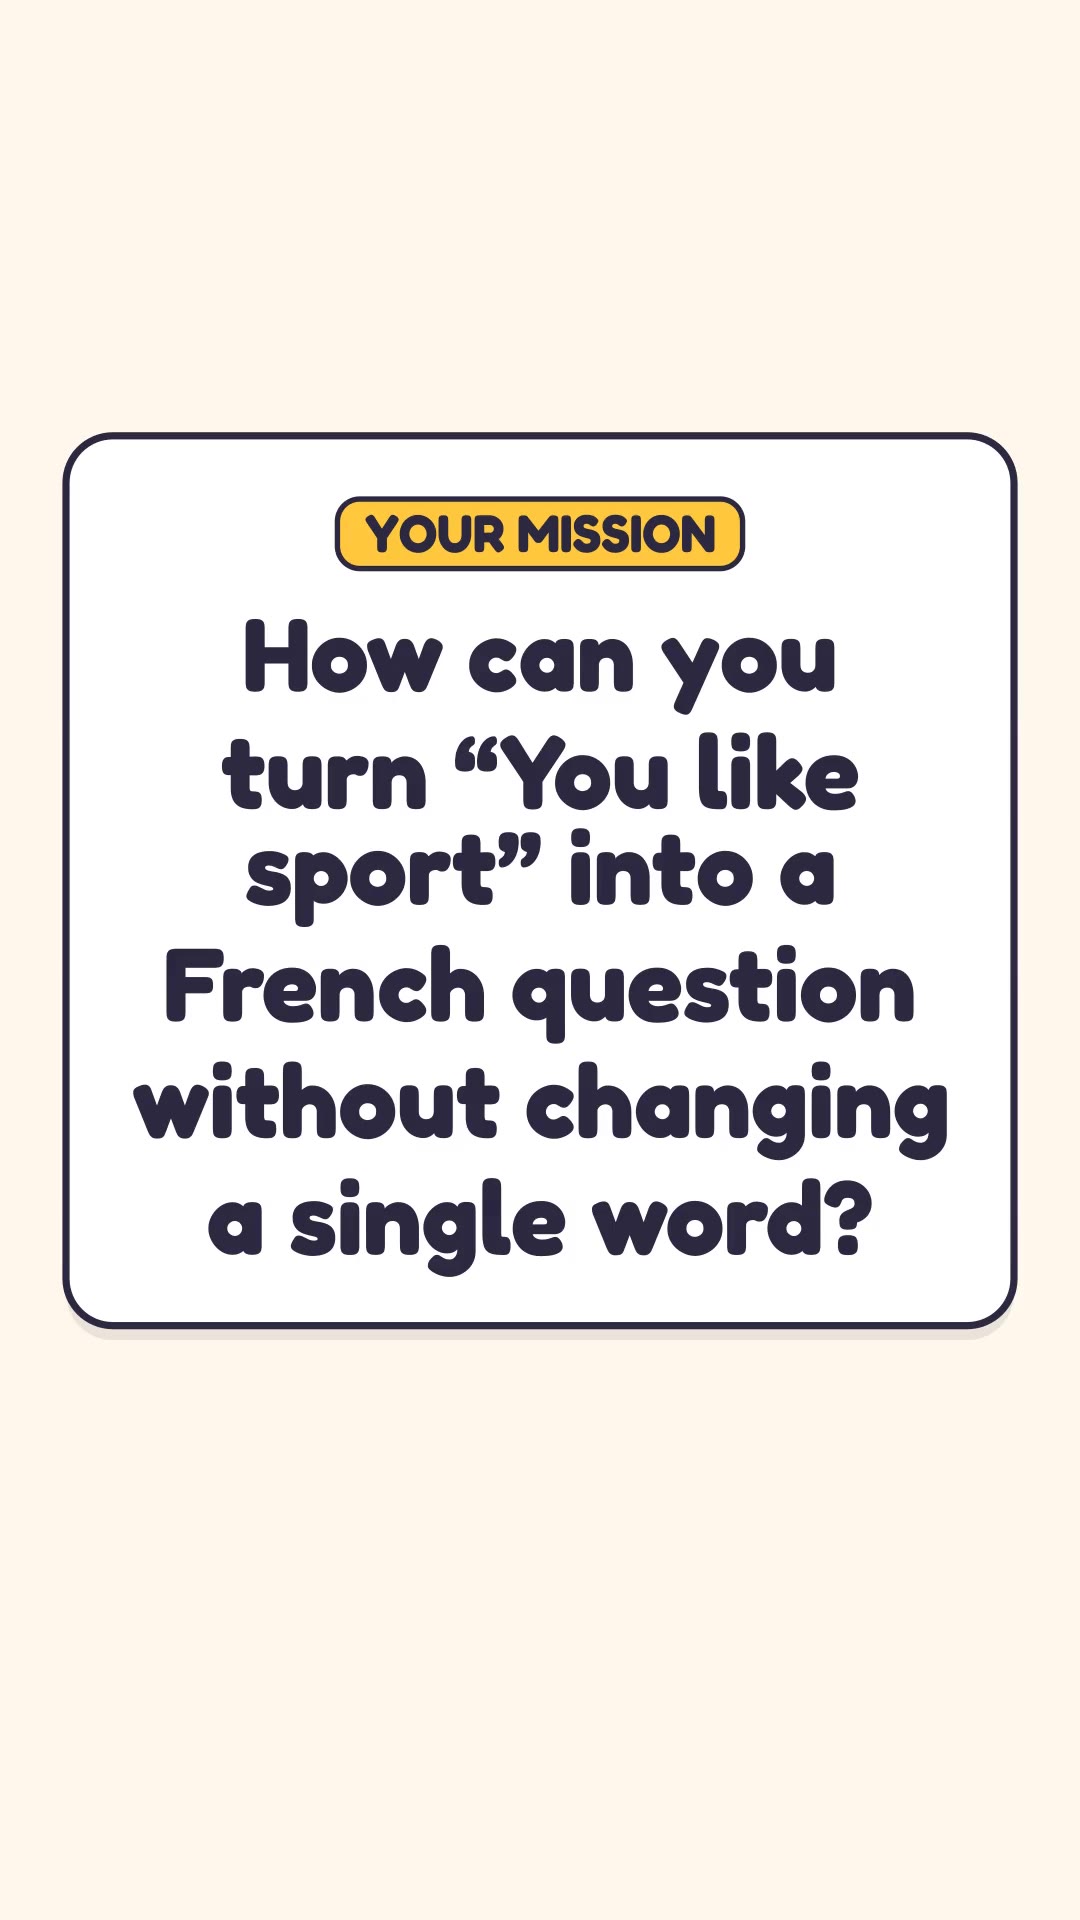 YOUR MISSION
How can you
turn “You like
sport” into a
French question
without changing
a single word?